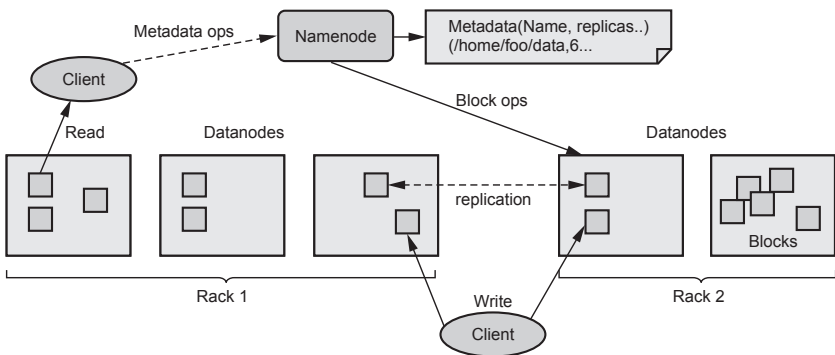 Metadata ops
Namenode
Metadata(Name, replicas..)
(/home/foo/data,6...
Client
Block ops
Read
Datanodes
Datanodes
replication
Blocks
Rack 1
Write
Rack 2
Client